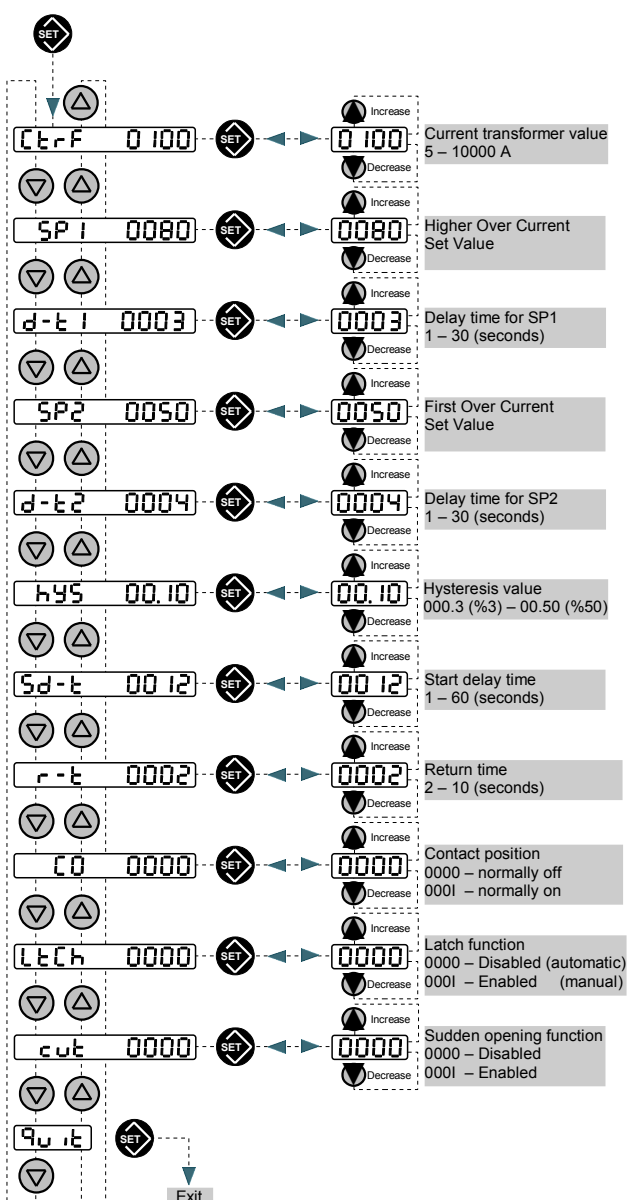 SET
Increase
CtrF 0100 SET 0100 Current transformer value
5 – 10000 A
Decrease
Increase
SP1 0080 SET 0080 Higher Over Current
Set Value
Decrease
Increase
d-t1 0003 SET 0003 Delay time for SP1
1 – 30 (seconds)
Decrease
Increase
SP2 0050 SET 0050 First Over Current
Set Value
Decrease
Increase
d-t2 0004 SET 0004 Delay time for SP2
1 – 30 (seconds)
Decrease
Increase
hYS 00.10 SET 00.10 Hysteresis value
000.3 (%3) – 00.50 (%50)
Decrease
Increase
Sd-t 0012 SET 0012 Start delay time
1 – 60 (seconds)
Decrease
Increase
r-t 0002 SET 0002 Return time
2 – 10 (seconds)
Decrease
Increase
CO 0000 SET 0000 Contact position
0000 – normally off
000I – normally on
Decrease
Increase
LtCh 0000 SET 0000 Latch function
0000 – Disabled (automatic)
000I – Enabled (manual)
Decrease
Increase
cut 0000 SET 0000 Sudden opening function
0000 – Disabled
000I – Enabled
Decrease
quit SET
Exit